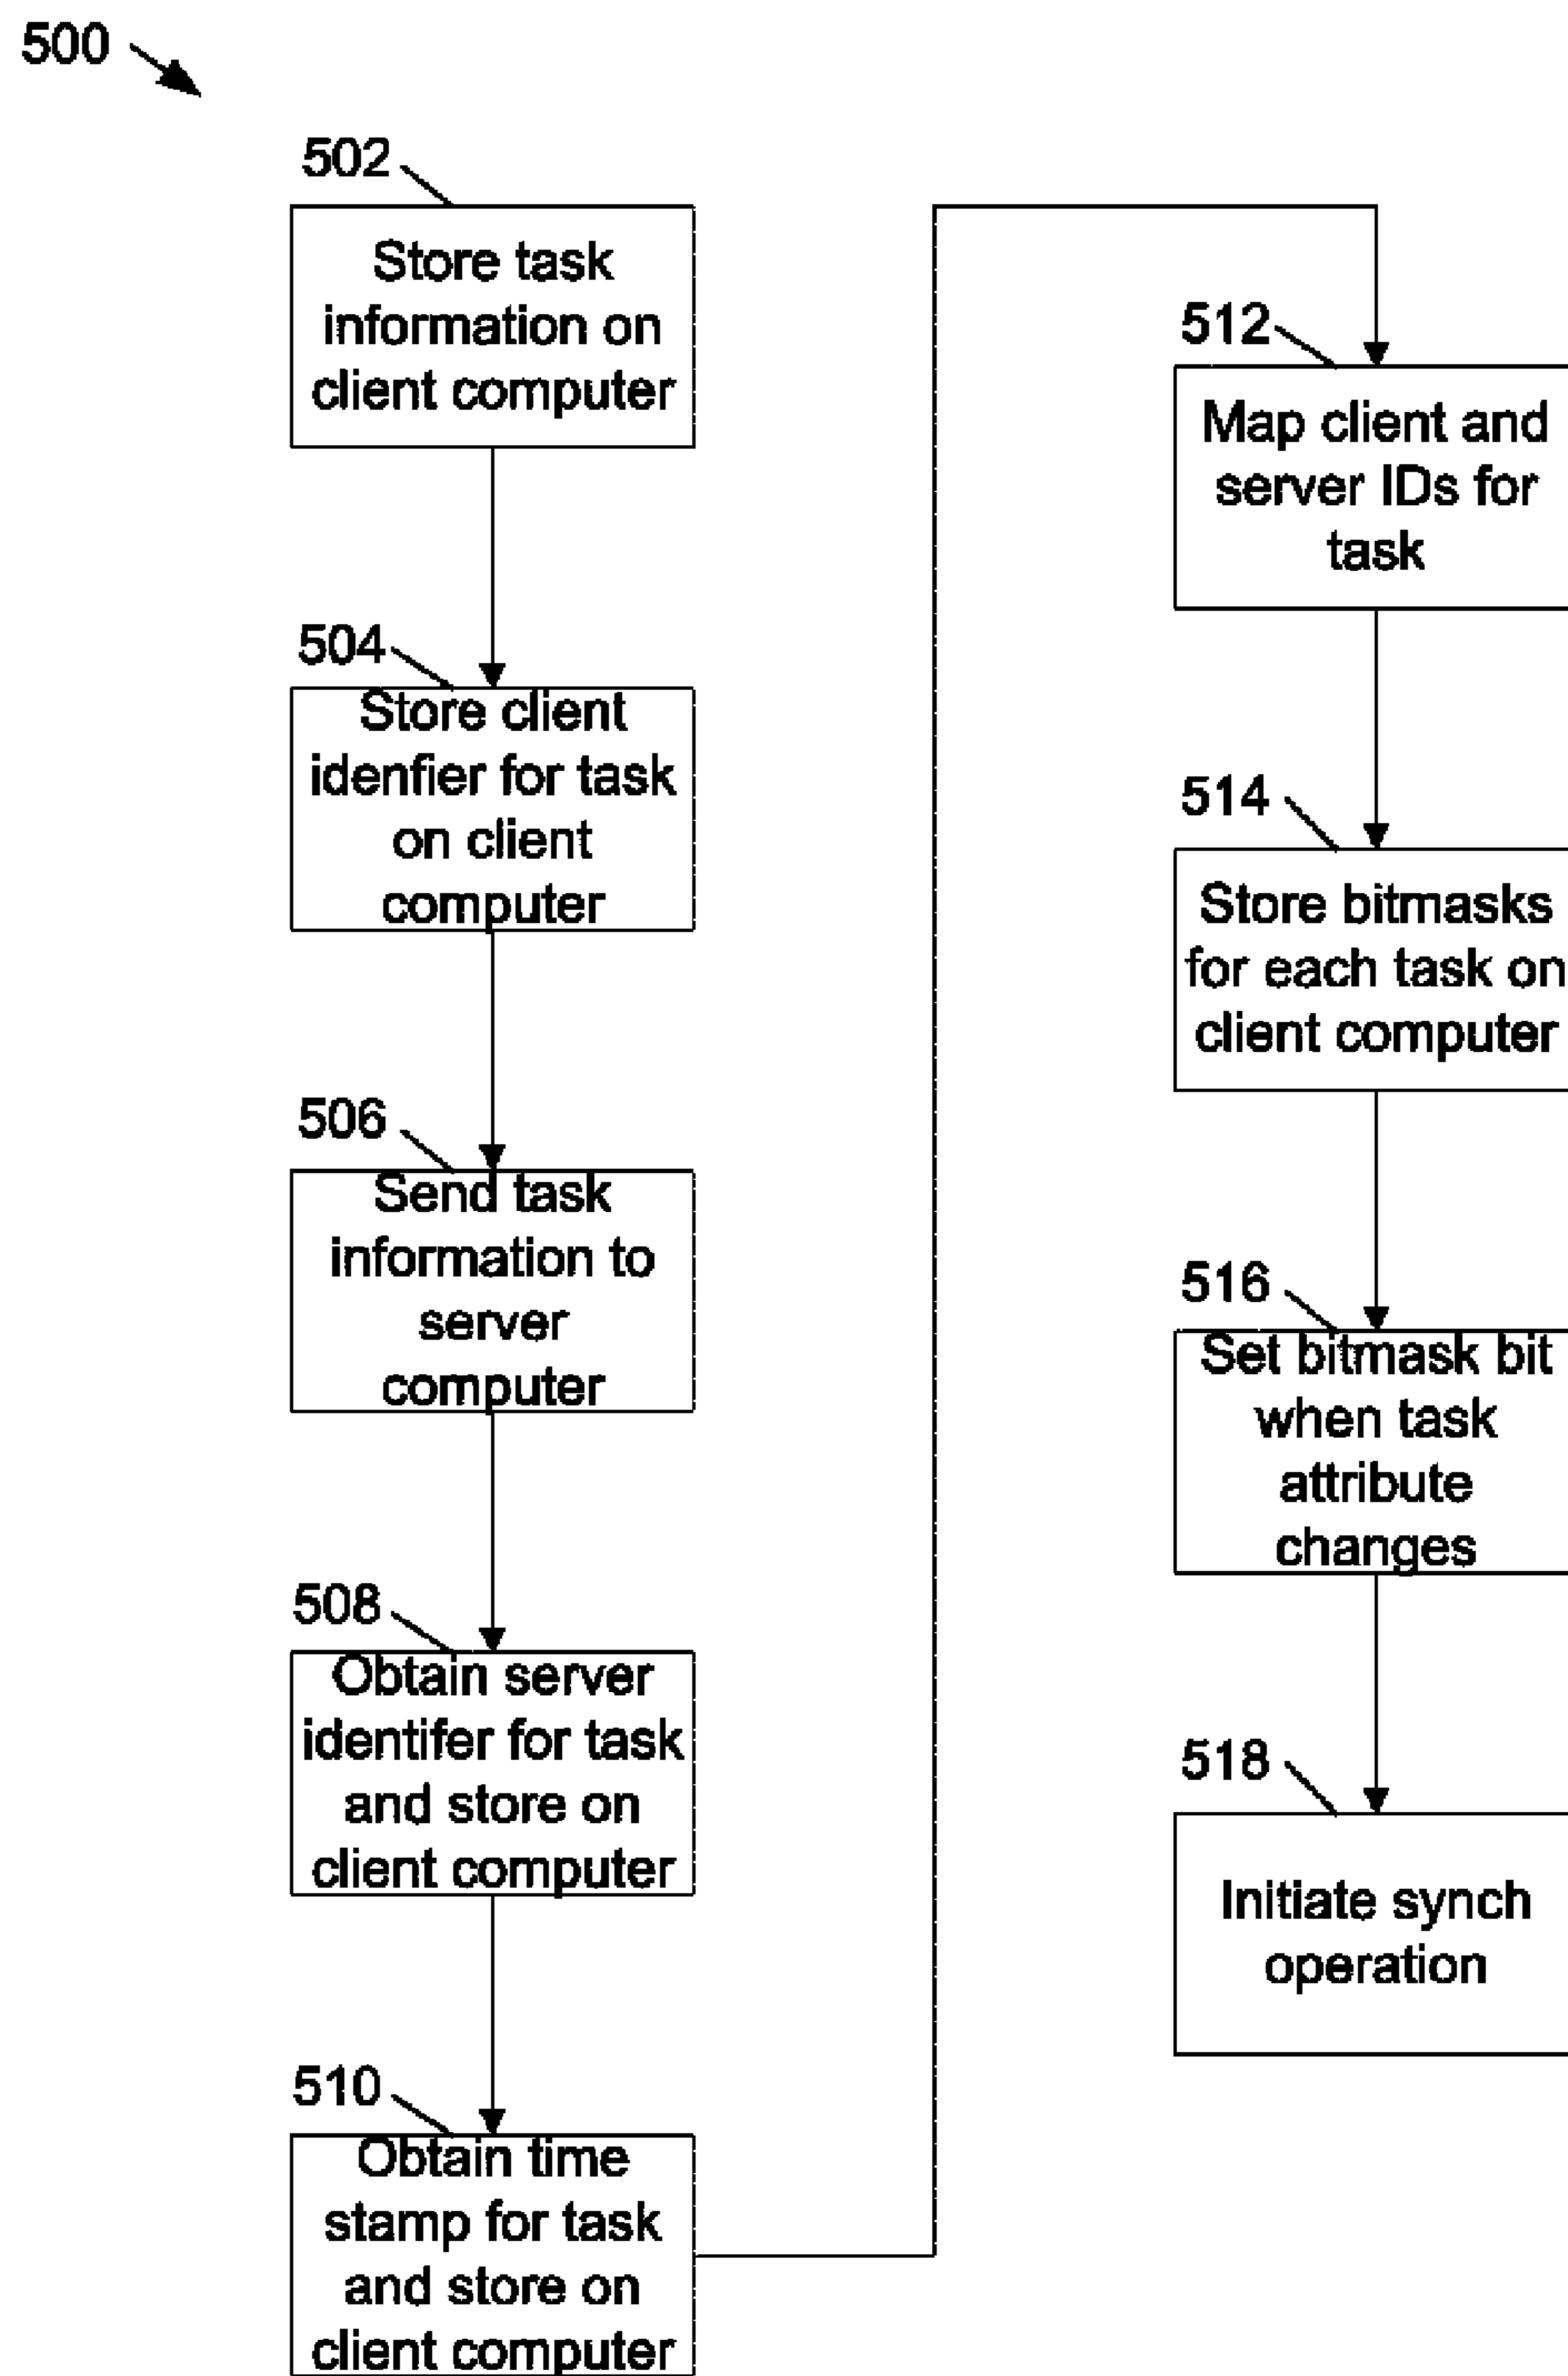 500
502
Store task
information on
client computer
504
Store client
idenfier for task
on client
computer
506
Send task
information to
server
computer
508
Obtain server
identifer for task
and store on
client computer
510
Obtain time
stamp for task
and store on
client computer
512
Map client and
server IDs for
task
514
Store bitmasks
for each task on
client computer
516
Set bitmask bit
when task
attribute
changes
518
Initiate synch
operation